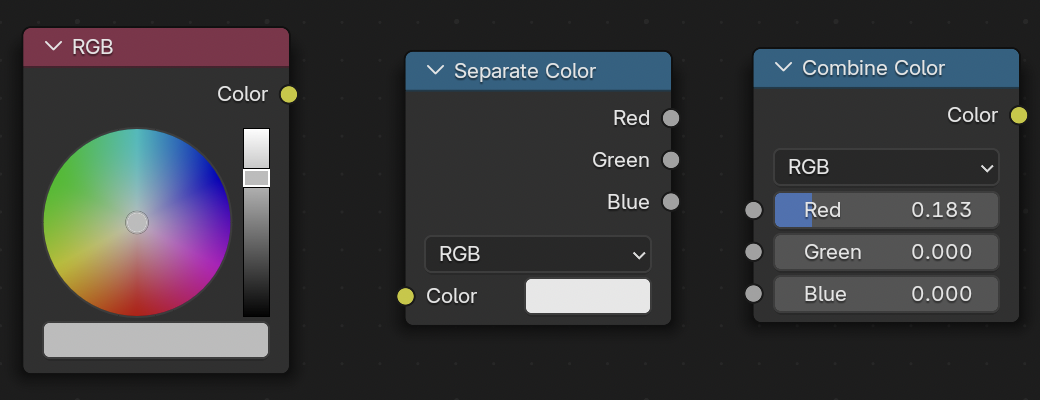 RGB
Color
Separate Color
Red
Green
Blue
RGB
Color
Combine Color
Color
RGB
Red 0.183
Green 0.000
Blue 0.000